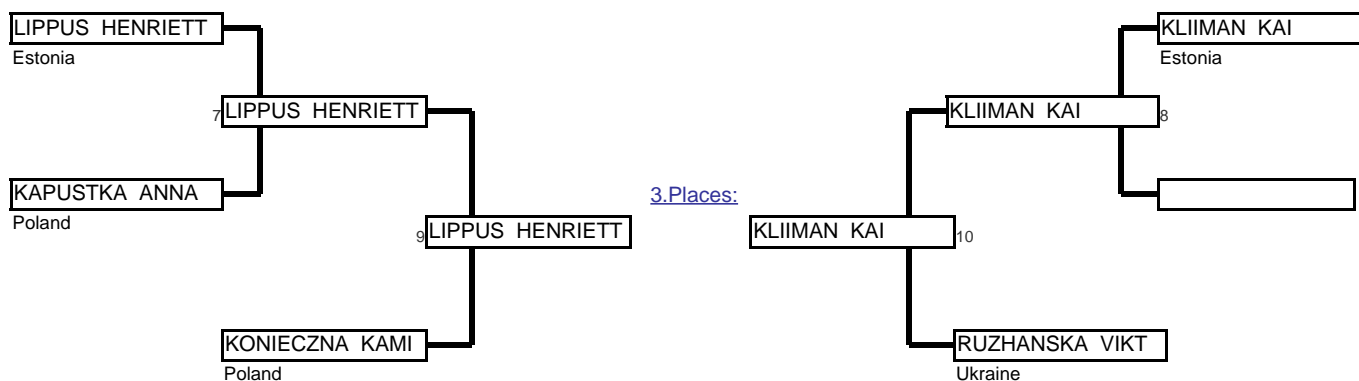 LIPPUS HENRIETT
Estonia
KLIIMAN KAI
Estonia
7 LIPPUS HENRIETT
KLIIMAN KAI 8
KAPUSTKA ANNA
Poland
3.Places:
9 LIPPUS HENRIETT
KLIIMAN KAI 10
KONIECZNA KAMI
Poland
RUZHANSKA VIKT
Ukraine